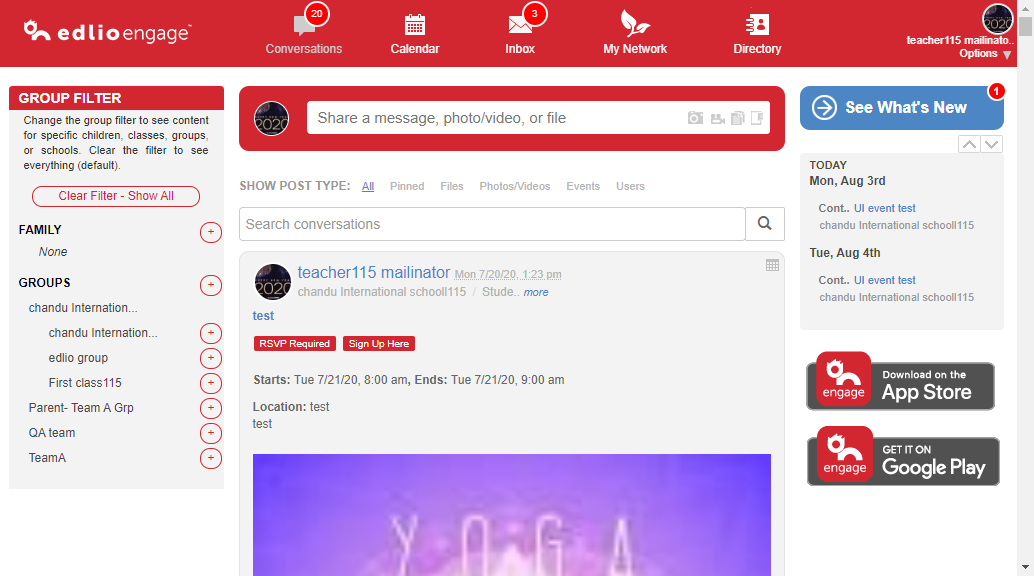 edlio engage
20
Conversations
Calendar
3
Inbox
My Network
Directory
teacher115 mailinato..
Options
GROUP FILTER
Change the group filter to see content
for specific children, classes, groups,
or schools. Clear the filter to see
everything (default).
Clear Filter - Show All
FAMILY
+
None
GROUPS
+
chandu Internation...
chandu Internation...
+
edlio group
+
First class115
+
Parent- Team A Grp
+
QA team
+
TeamA
+
2020
Share a message, photo/video, or file
SHOW POST TYPE: All Pinned Files Photos/Videos Events Users
Search conversations
2020
teacher115 mailinator Mon 7/20/20, 1:23 pm
chandu International schooll115 / Stude.. more
test
RSVP Required Sign Up Here
Starts: Tue 7/21/20, 8:00 am, Ends: Tue 7/21/20, 9:00 am
Location: test
test
YOGA
See What's New
1
TODAY
Mon, Aug 3rd
Cont.. UI event test
chandu International schooll115
Tue, Aug 4th
Cont.. UI event test
chandu International schooll115
engage
Download on the
App Store
engage
GET IT ON
Google Play